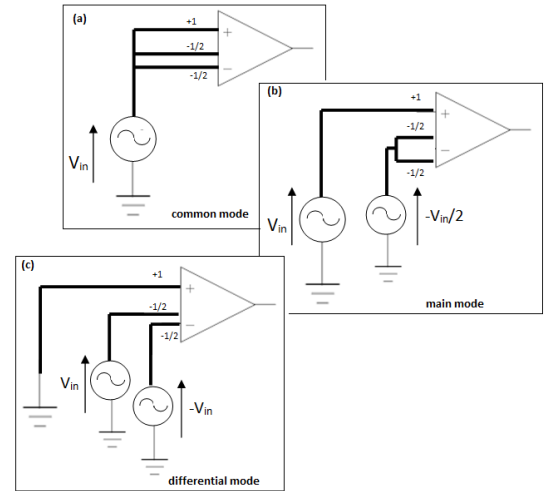 (a)
+1
+
-1/2
-1/2
−
Vin
common mode
(b)
+1
+
-1/2
−
-1/2
Vin
-Vin/2
main mode
(c)
+1
+
-1/2
−
-1/2
Vin
-Vin
differential mode